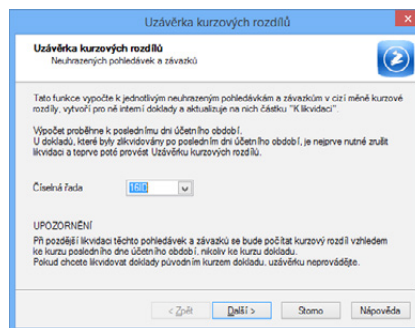 Uzávěrka kurzových rozdílů
Uzávěrka kurzových rozdílů
Neuhrazených pohledávek a závazků
Tato funkce vypočte k jednotlivým neuhrazeným pohledávkám a závazkům v cizí měně kurzové
rozdíly, vytvoří pro ně interní doklady a aktualizuje na nich částku "K likvidaci".
Výpočet proběhne k poslednímu dni účetního období.
U dokladů, které byly zlikvidovány po poslední dni účetního období, je nejprve nutné zrušit
likvidaci a teprve poté provést Uzávěrku kurzových rozdílů.
Číselná řada
16ID
UPOZORNĚNÍ
Při pozdější likvidaci těchto pohledávek a závazků se bude počítat kurzový rozdíl vzhledem
ke kurzu posledního dne účetního období, nikoliv ke kurzu dokladu.
Pokud chcete likvidovat doklady původním kurzem dokladu, uzávěrku neprovádějte.
< Zpět
Další >
Storno
Nápověda